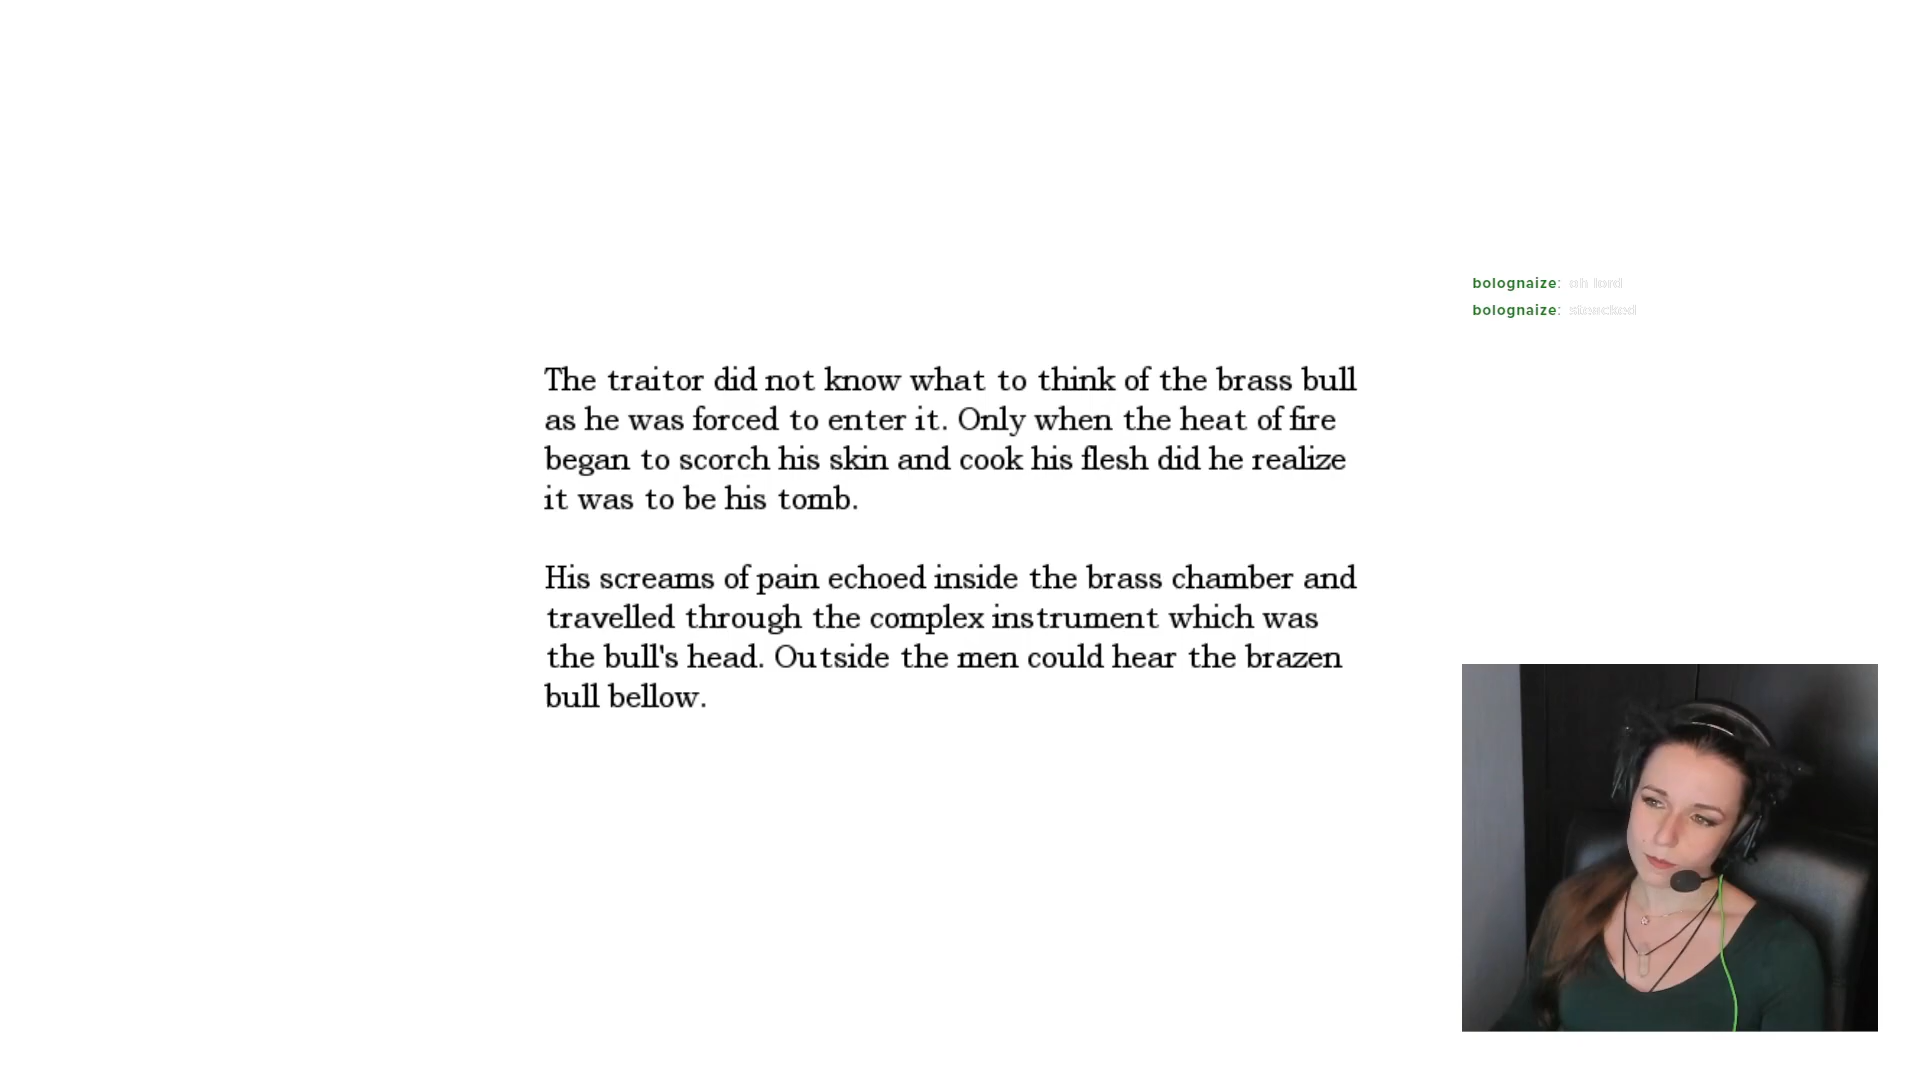 bolognaize: oh lord
bolognaize:
The traitor did not know what to think of the brass bull
as he was forced to enter it. Only when the heat of fire
began to scorch his skin and cook his flesh did he realize
it was to be his tomb.
His screams of pain echoed inside the brass chamber and
travelled through the complex instrument which was
the bull's head. Outside the men could hear the brazen
bull bellow.